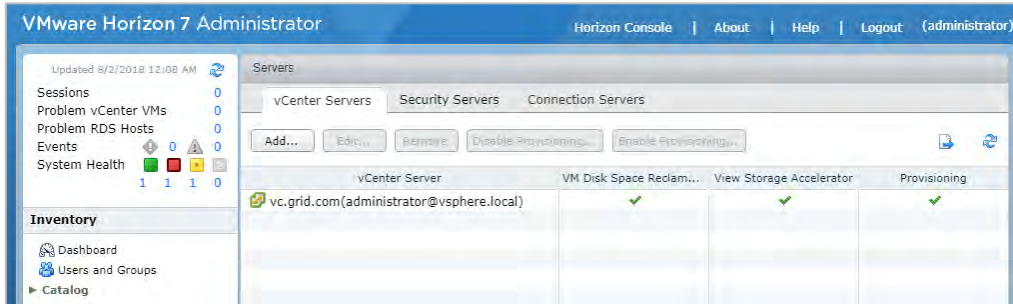 VMware Horizon 7 Administrator
Horizon Console | About | Help | Logout (administrator)
Updated 8/2/2018 12:08 AM
Sessions 0
Problem vCenter VMs 0
Problem RDS Hosts 0
Events 0 0
System Health
1 1 1 0
Inventory
Dashboard
Users and Groups
Catalog
Servers
vCenter Servers Security Servers Connection Servers
Add... Edit... Remove Disable Provisioning... Enable Provisioning...
vCenter Server VM Disk Space Reclam... View Storage Accelerator Provisioning
vc.grid.com(administrator@vsphere.local)